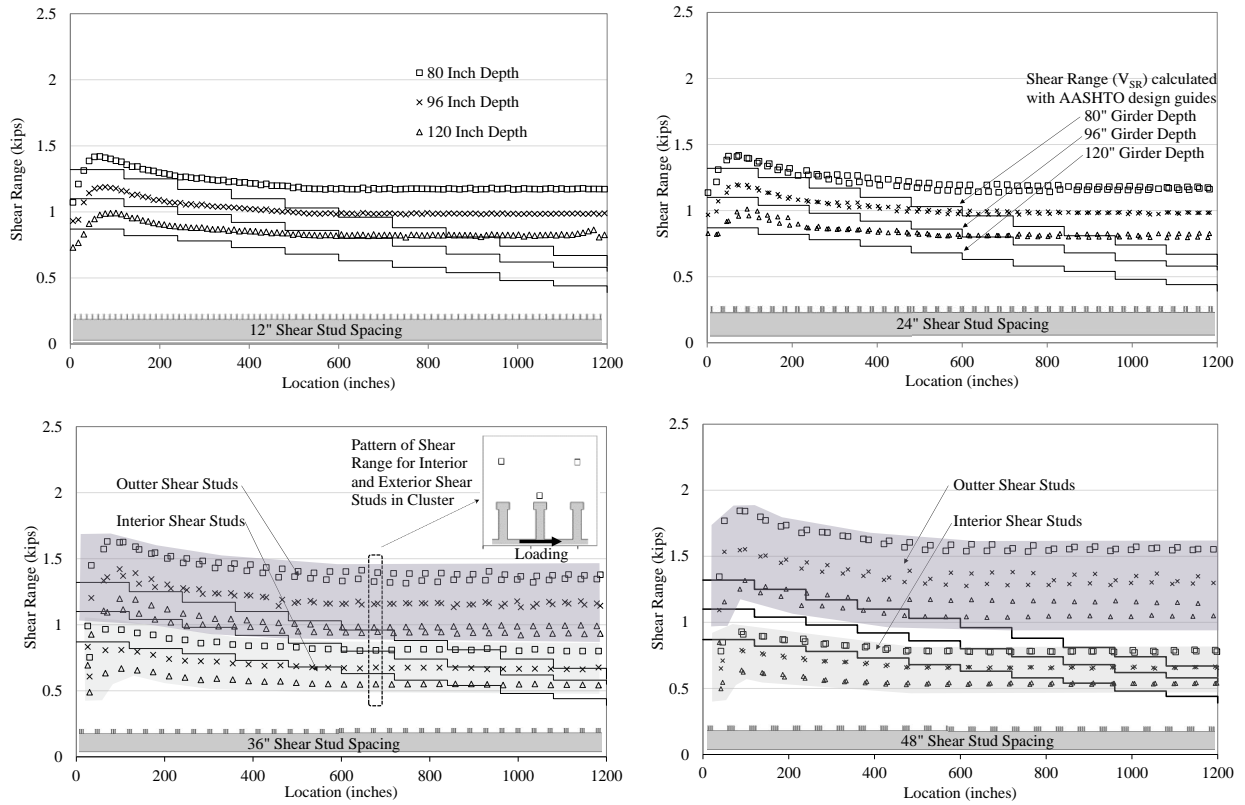 2.5
2
1.5
1
0.5
0
Shear Range (kips)
80 Inch Depth
96 Inch Depth
120 Inch Depth
12" Shear Stud Spacing
0 200 400 600 800 1000 1200
Location (inches)
2.5
2
1.5
1
0.5
0
Shear Range (kips)
Shear Range (VSR) calculated
with AASHTO design guides
80" Girder Depth
96" Girder Depth
120" Girder Depth
24" Shear Stud Spacing
0 200 400 600 800 1000 1200
Location (inches)
2.5
2
1.5
1
0.5
0
Shear Range (kips)
Pattern of Shear
Range for Interior
and Exterior Shear
Studs in Cluster
Outter Shear Studs
Interior Shear Studs
Loading
36" Shear Stud Spacing
0 200 400 600 800 1000 1200
Location (inches)
2.5
2
1.5
1
0.5
0
Shear Range (kips)
Outter Shear Studs
Interior Shear Studs
48" Shear Stud Spacing
0 200 400 600 800 1000 1200
Location (inches)